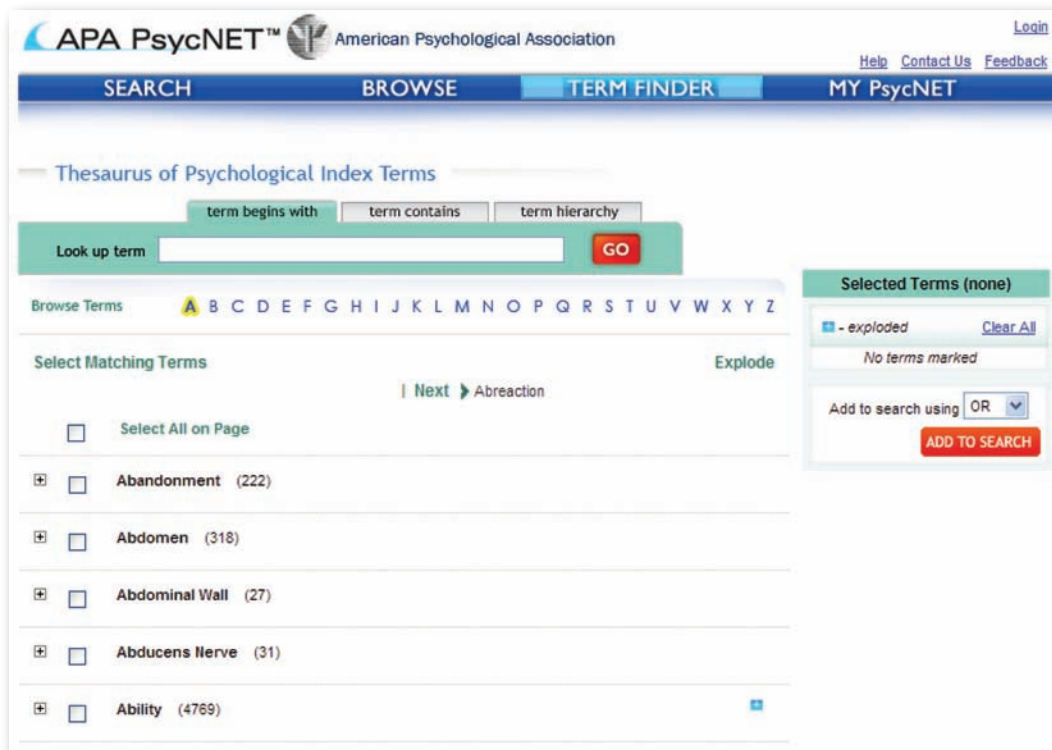 APA PsycNET™ American Psychological Association
Login
Help Contact Us Feedback
SEARCH BROWSE TERM FINDER MY PsycNET
Thesaurus of Psychological Index Terms
term begins with term contains term hierarchy
Look up term GO
Browse Terms A B C D E F G H I J K L M N O P Q R S T U V W X Y Z
Select Matching Terms Explode
| Next Abreaction
Select All on Page
Abandonment (222)
Abdomen (318)
Abdominal Wall (27)
Abducens Nerve (31)
Ability (4769)
Selected Terms (none)
- exploded Clear All
No terms marked
Add to search using OR
ADD TO SEARCH